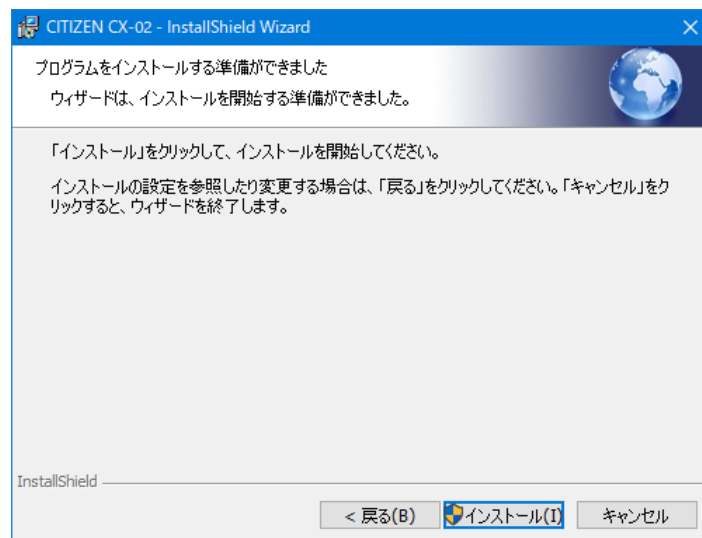 CITIZEN CX-02 - InstallShield Wizard
プログラムをインストールする準備ができました
ウィザードは、インストールを開始する準備ができました。
「インストール」をクリックして、インストールを開始してください。
インストールの設定を参照したり変更する場合は、「戻る」をクリックしてください。「キャンセル」をク
リックすると、ウィザードを終了します。
InstallShield
< 戻る(B)
インストール(I)
キャンセル